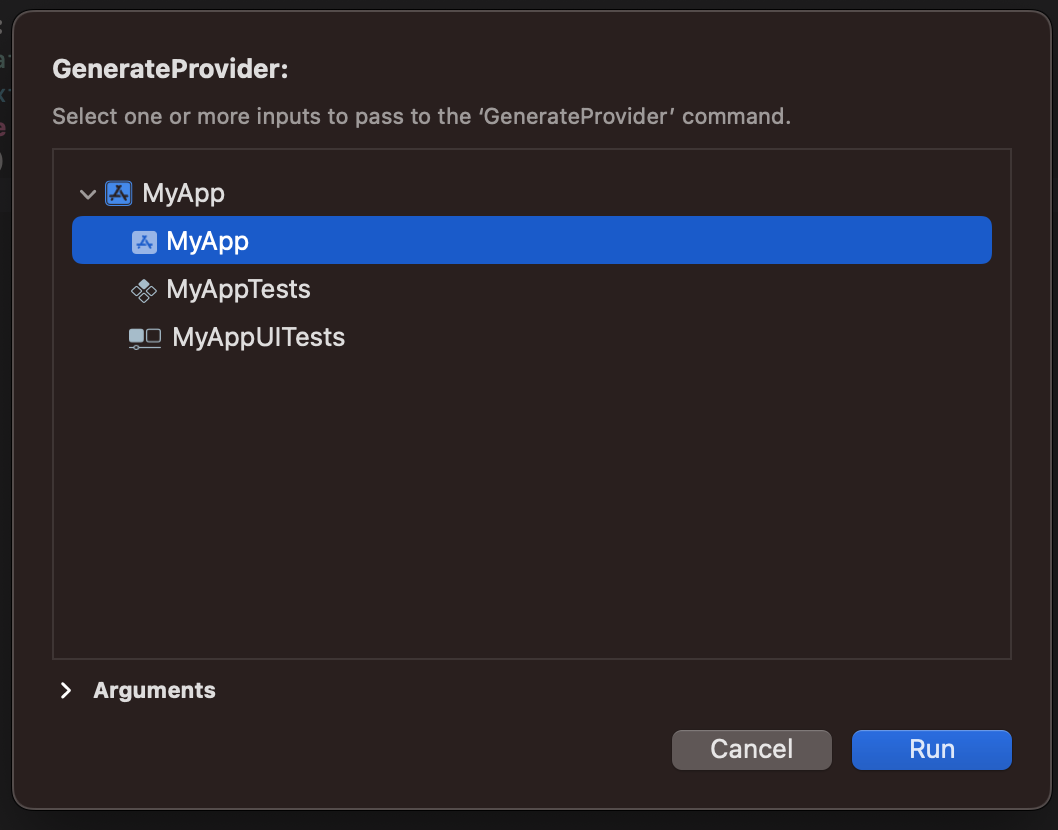 GenerateProvider:
Select one or more inputs to pass to the ‘GenerateProvider’ command.
MyApp
MyApp
MyAppTests
MyAppUITests
Arguments
Cancel
Run